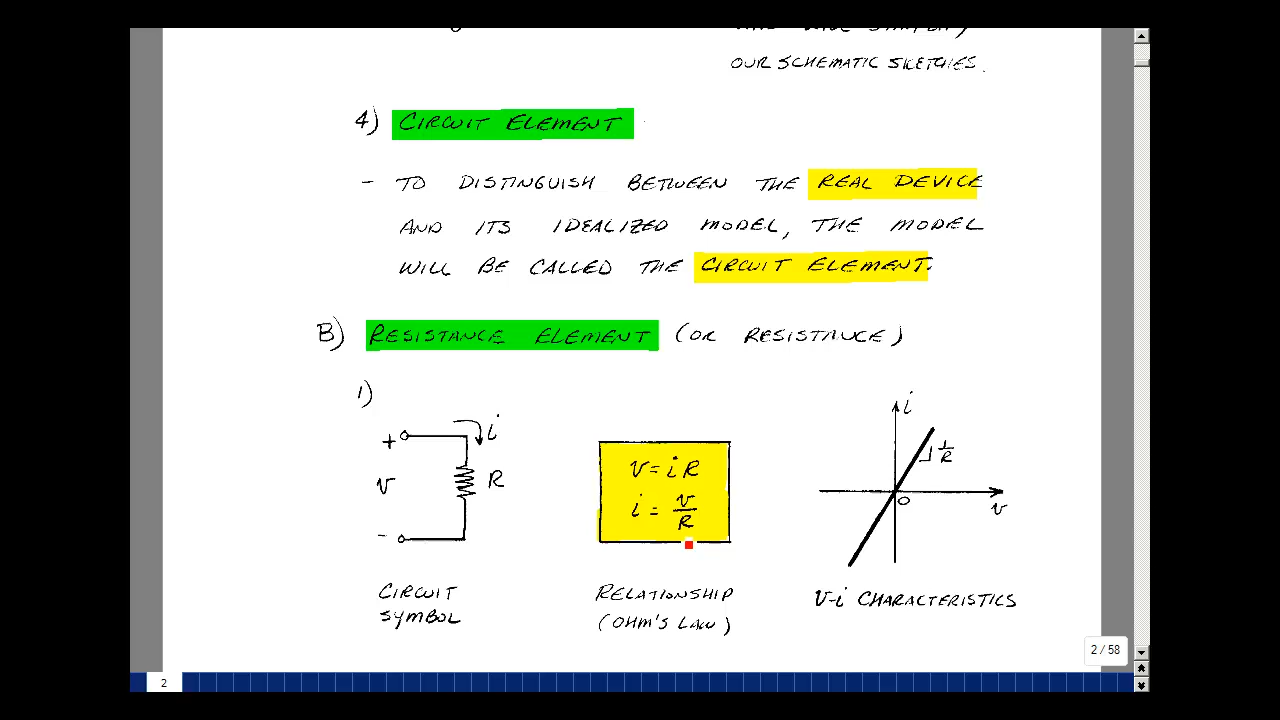 OUR SCHEMATIC SKETCHES.
4) CIRCUIT ELEMENT
- TO DISTINGUISH BETWEEN THE REAL DEVICE
AND ITS IDEALIZED MODEL, THE MODEL
WILL BE CALLED THE CIRCUIT ELEMENT.
B) RESISTANCE ELEMENT (OR RESISTANCE)
1)
+ i
v R
-
CIRCUIT
SYMBOL
v = i R
i = v/R
RELATIONSHIP
(OHM'S LAW)
i
1/R
0
v
v-i CHARACTERISTICS
2 / 58
2